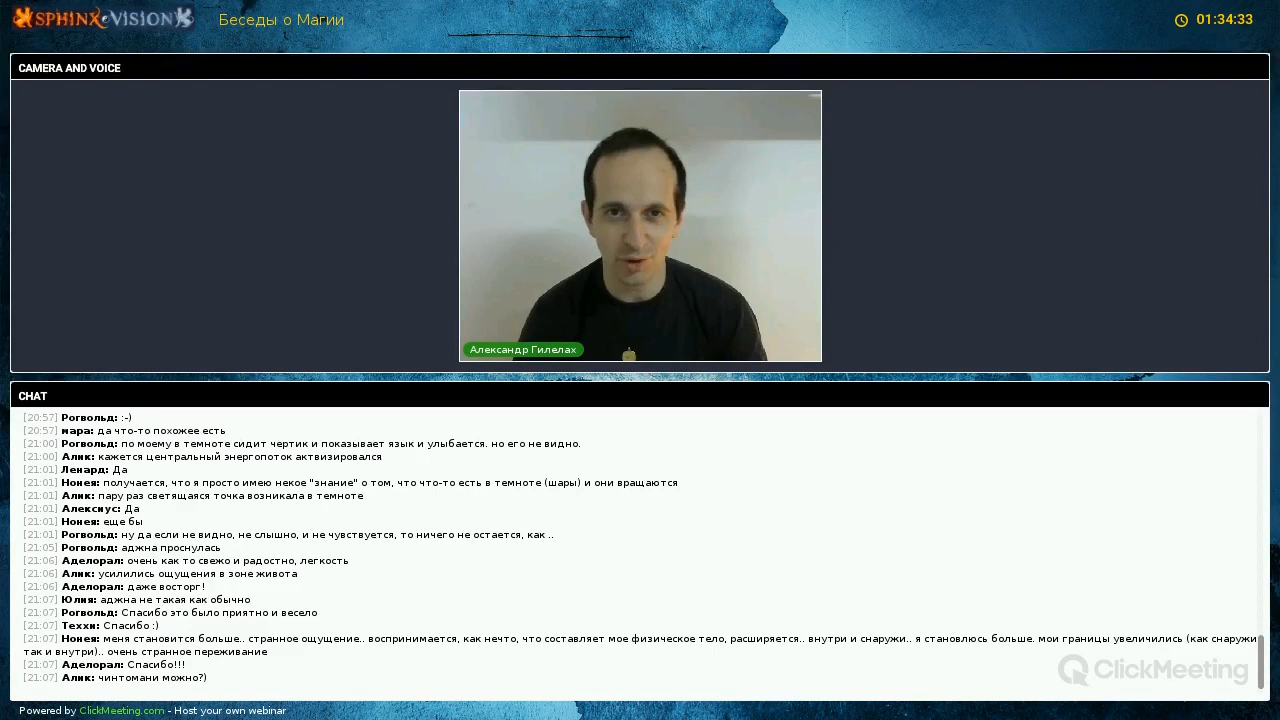 SPHINX VISION Беседы о Магии 01:34:33
CAMERA AND VOICE
Александр Гилелах
CHAT
[20:57] Рогвольд: :-)
[20:57] мара: да что-то похожее есть
[21:00] Рогвольд: по моему в темноте сидит чертик и показывает язык и улыбается. но его не видно.
[21:00] Алик: кажется центральный энергопоток актвизировался
[21:01] Ленард: Да
[21:01] Нонея: получается, что я просто имею некое "знание" о том, что что-то есть в темноте (шары) и они вращаются
[21:01] Алик: пару раз светящаяся точка возникала в темноте
[21:01] Алексиус: Да
[21:01] Нонея: еще бы
[21:01] Рогвольд: ну да если не видно, не слышно, и не чувствуется, то ничего не остается, как ..
[21:05] Рогвольд: аджна проснулась
[21:06] Аделорал: очень как то свежо и радостно, легкость
[21:06] Алик: усилились ощущения в зоне живота
[21:06] Аделорал: даже восторг!
[21:07] Юлия: аджна не такая как обычно
[21:07] Рогвольд: Спасибо это было приятно и весело
[21:07] Теххи: Спасибо :)
[21:07] Нонея: меня становится больше.. странное ощущение.. воспринимается, как нечто, что составляет мое физическое тело, расширяется.. внутри и снаружи.. я становлюсь больше. мои границы увеличились (как снаружи
так и внутри).. очень странное переживание
[21:07] Аделорал: Спасибо!!!
[21:07] Алик: чинтомани можно?)
ClickMeeting
Powered by ClickMeeting.com - Host your own webinar